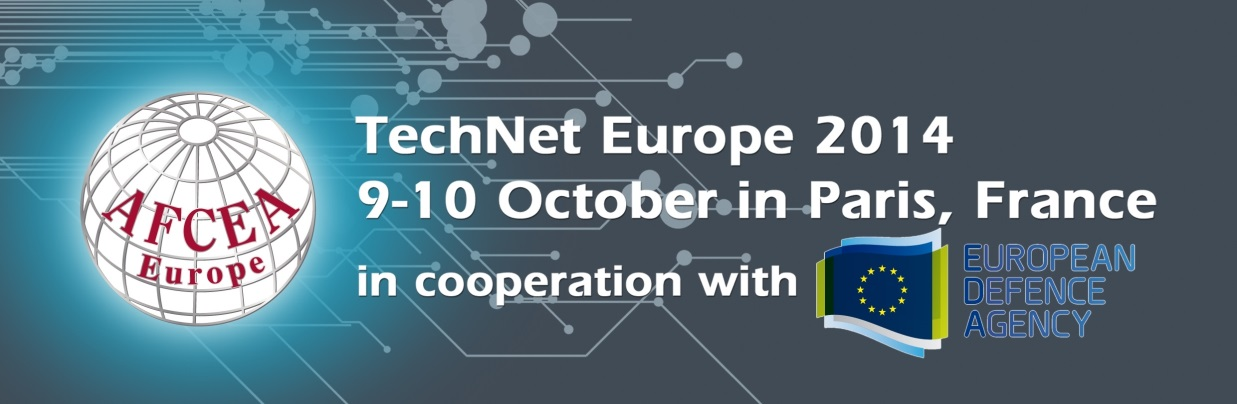 AFCEA
Europe
TechNet Europe 2014
9-10 October in Paris, France
in cooperation with
EUROPEAN
DEFENCE
AGENCY